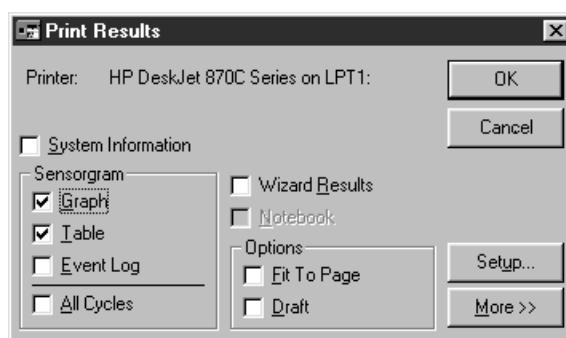 Print Results
Printer: HP DeskJet 870C Series on LPT1:
OK
Cancel
System Information
Sensorgram
Graph
Table
Event Log
All Cycles
Wizard Results
Notebook
Options
Fit To Page
Draft
Setup...
More >>